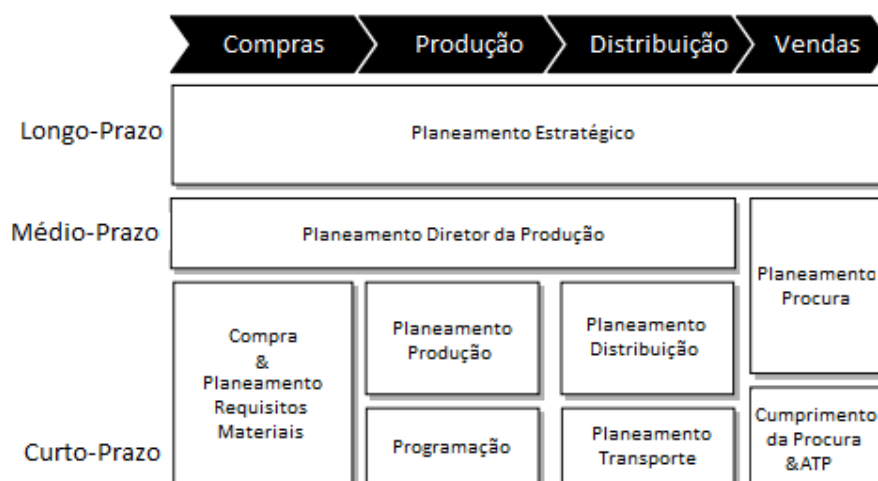 Compras
Produção
Distribuição
Vendas
Longo-Prazo
Planeamento Estratégico
Médio-Prazo
Planeamento Diretor da Produção
Planeamento
Procura
Compra
&
Planeamento
Requisitos
Materiais
Planeamento
Produção
Planeamento
Distribuição
Curto-Prazo
Programação
Planeamento
Transporte
Cumprimento
da Procura
&ATP